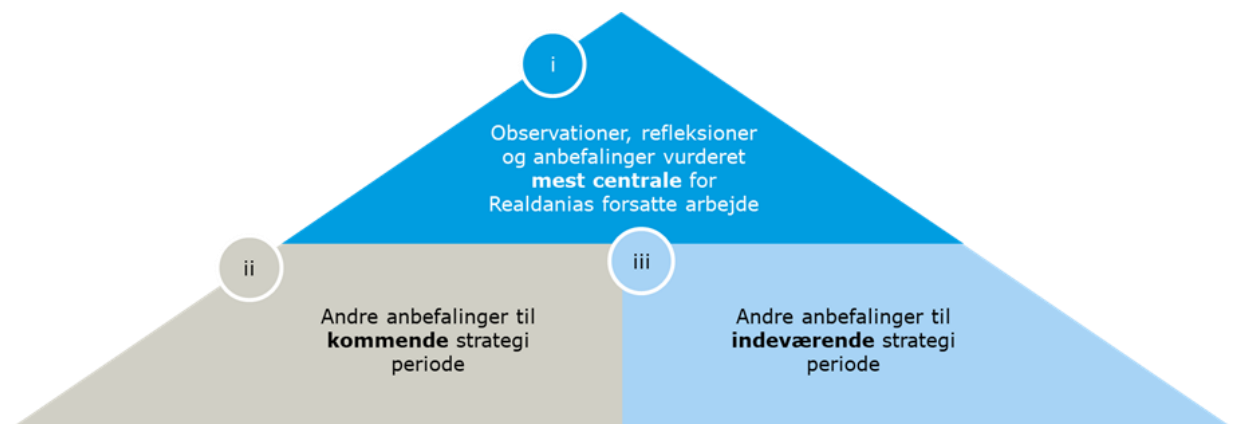 i
Observationer, refleksioner
og anbefalinger vurderet
mest centrale for
Realdanias forsatte arbejde
ii
Andre anbefalinger til
kommende strategi
periode
iii
Andre anbefalinger til
indeværende strategi
periode